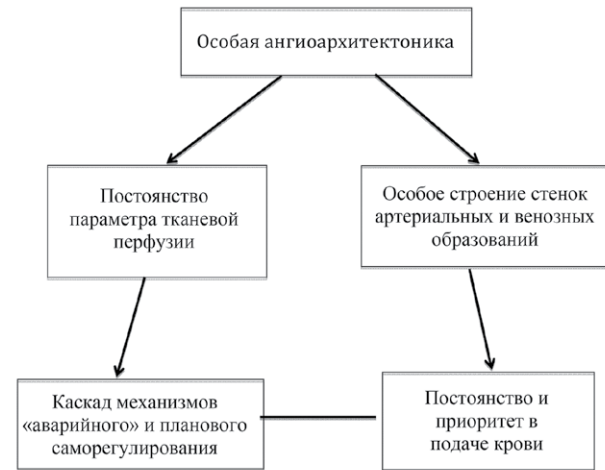 Особая ангиоархитектоника
Постоянство
параметра тканевой
перфузии
Особое строение стенок
артериальных и венозных
образований
Каскад механизмов
«аварийного» и планового
саморегулирования
Постоянство и
приоритет в
подаче крови